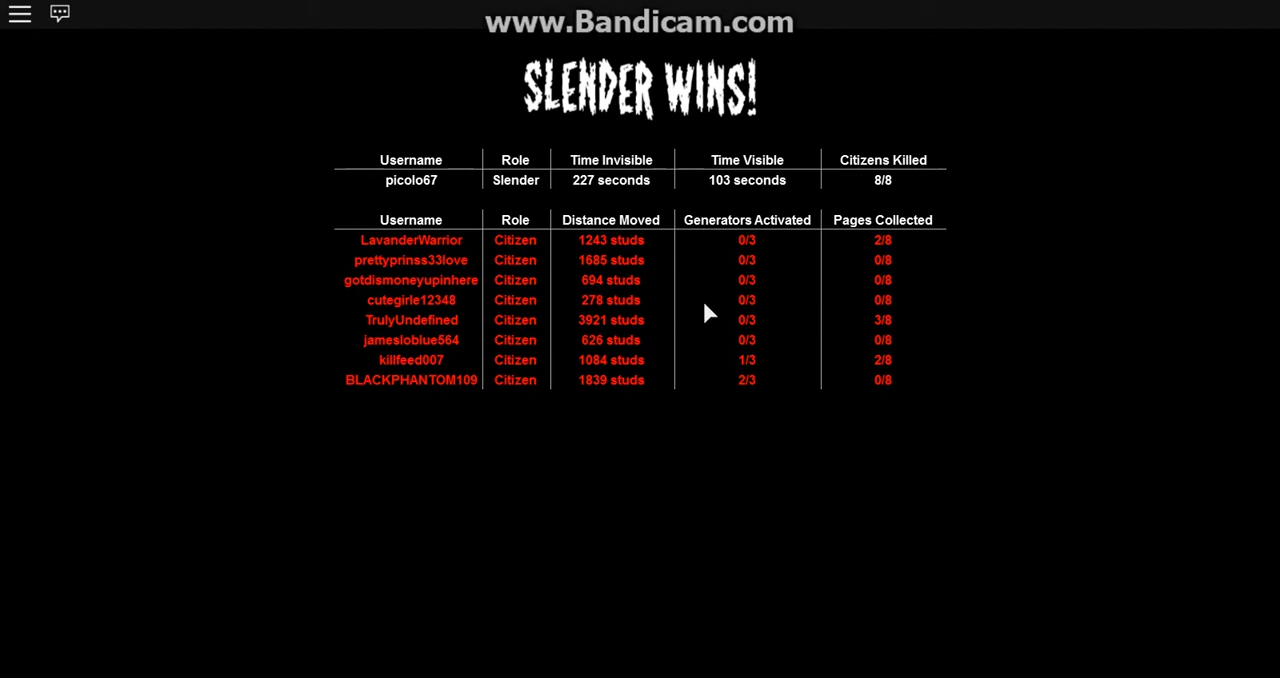 www.Bandicam.com
SLENDER WINS!
Username Role Time Invisible Time Visible Citizens Killed
picolo67 Slender 227 seconds 103 seconds 8/8
Username Role Distance Moved Generators Activated Pages Collected
LavanderWarrior Citizen 1243 studs 0/3 2/8
prettyprinss33love Citizen 1685 studs 0/3 0/8
gotdismoneyupinhere Citizen 694 studs 0/3 0/8
cutegirle12348 Citizen 278 studs 0/3 0/8
TrulyUndefined Citizen 3921 studs 0/3 3/8
jamesloblue564 Citizen 626 studs 0/3 0/8
killfeed007 Citizen 1084 studs 1/3 2/8
BLACKPHANTOM109 Citizen 1839 studs 2/3 0/8